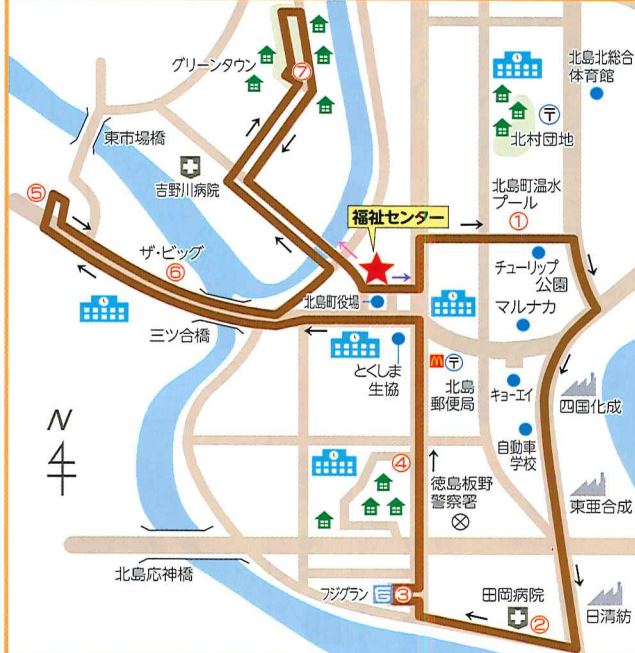 グリーンタウン
⑦
北島北総合
体育館
〒
北村団地
東市場橋
吉野川病院
⑤
北島町温水
プール
①
福祉センター
ザ・ビッグ
⑥
チューリップ
公園
北島町役場
マルナカ
三ツ合橋
とくしま
生協
M
〒
北島
郵便局
キョーエイ
四国化成
N
自動車
学校
④
徳島板野
警察署
東亜合成
北島応神橋
フジグラン
G
③
田岡病院
②
日清紡